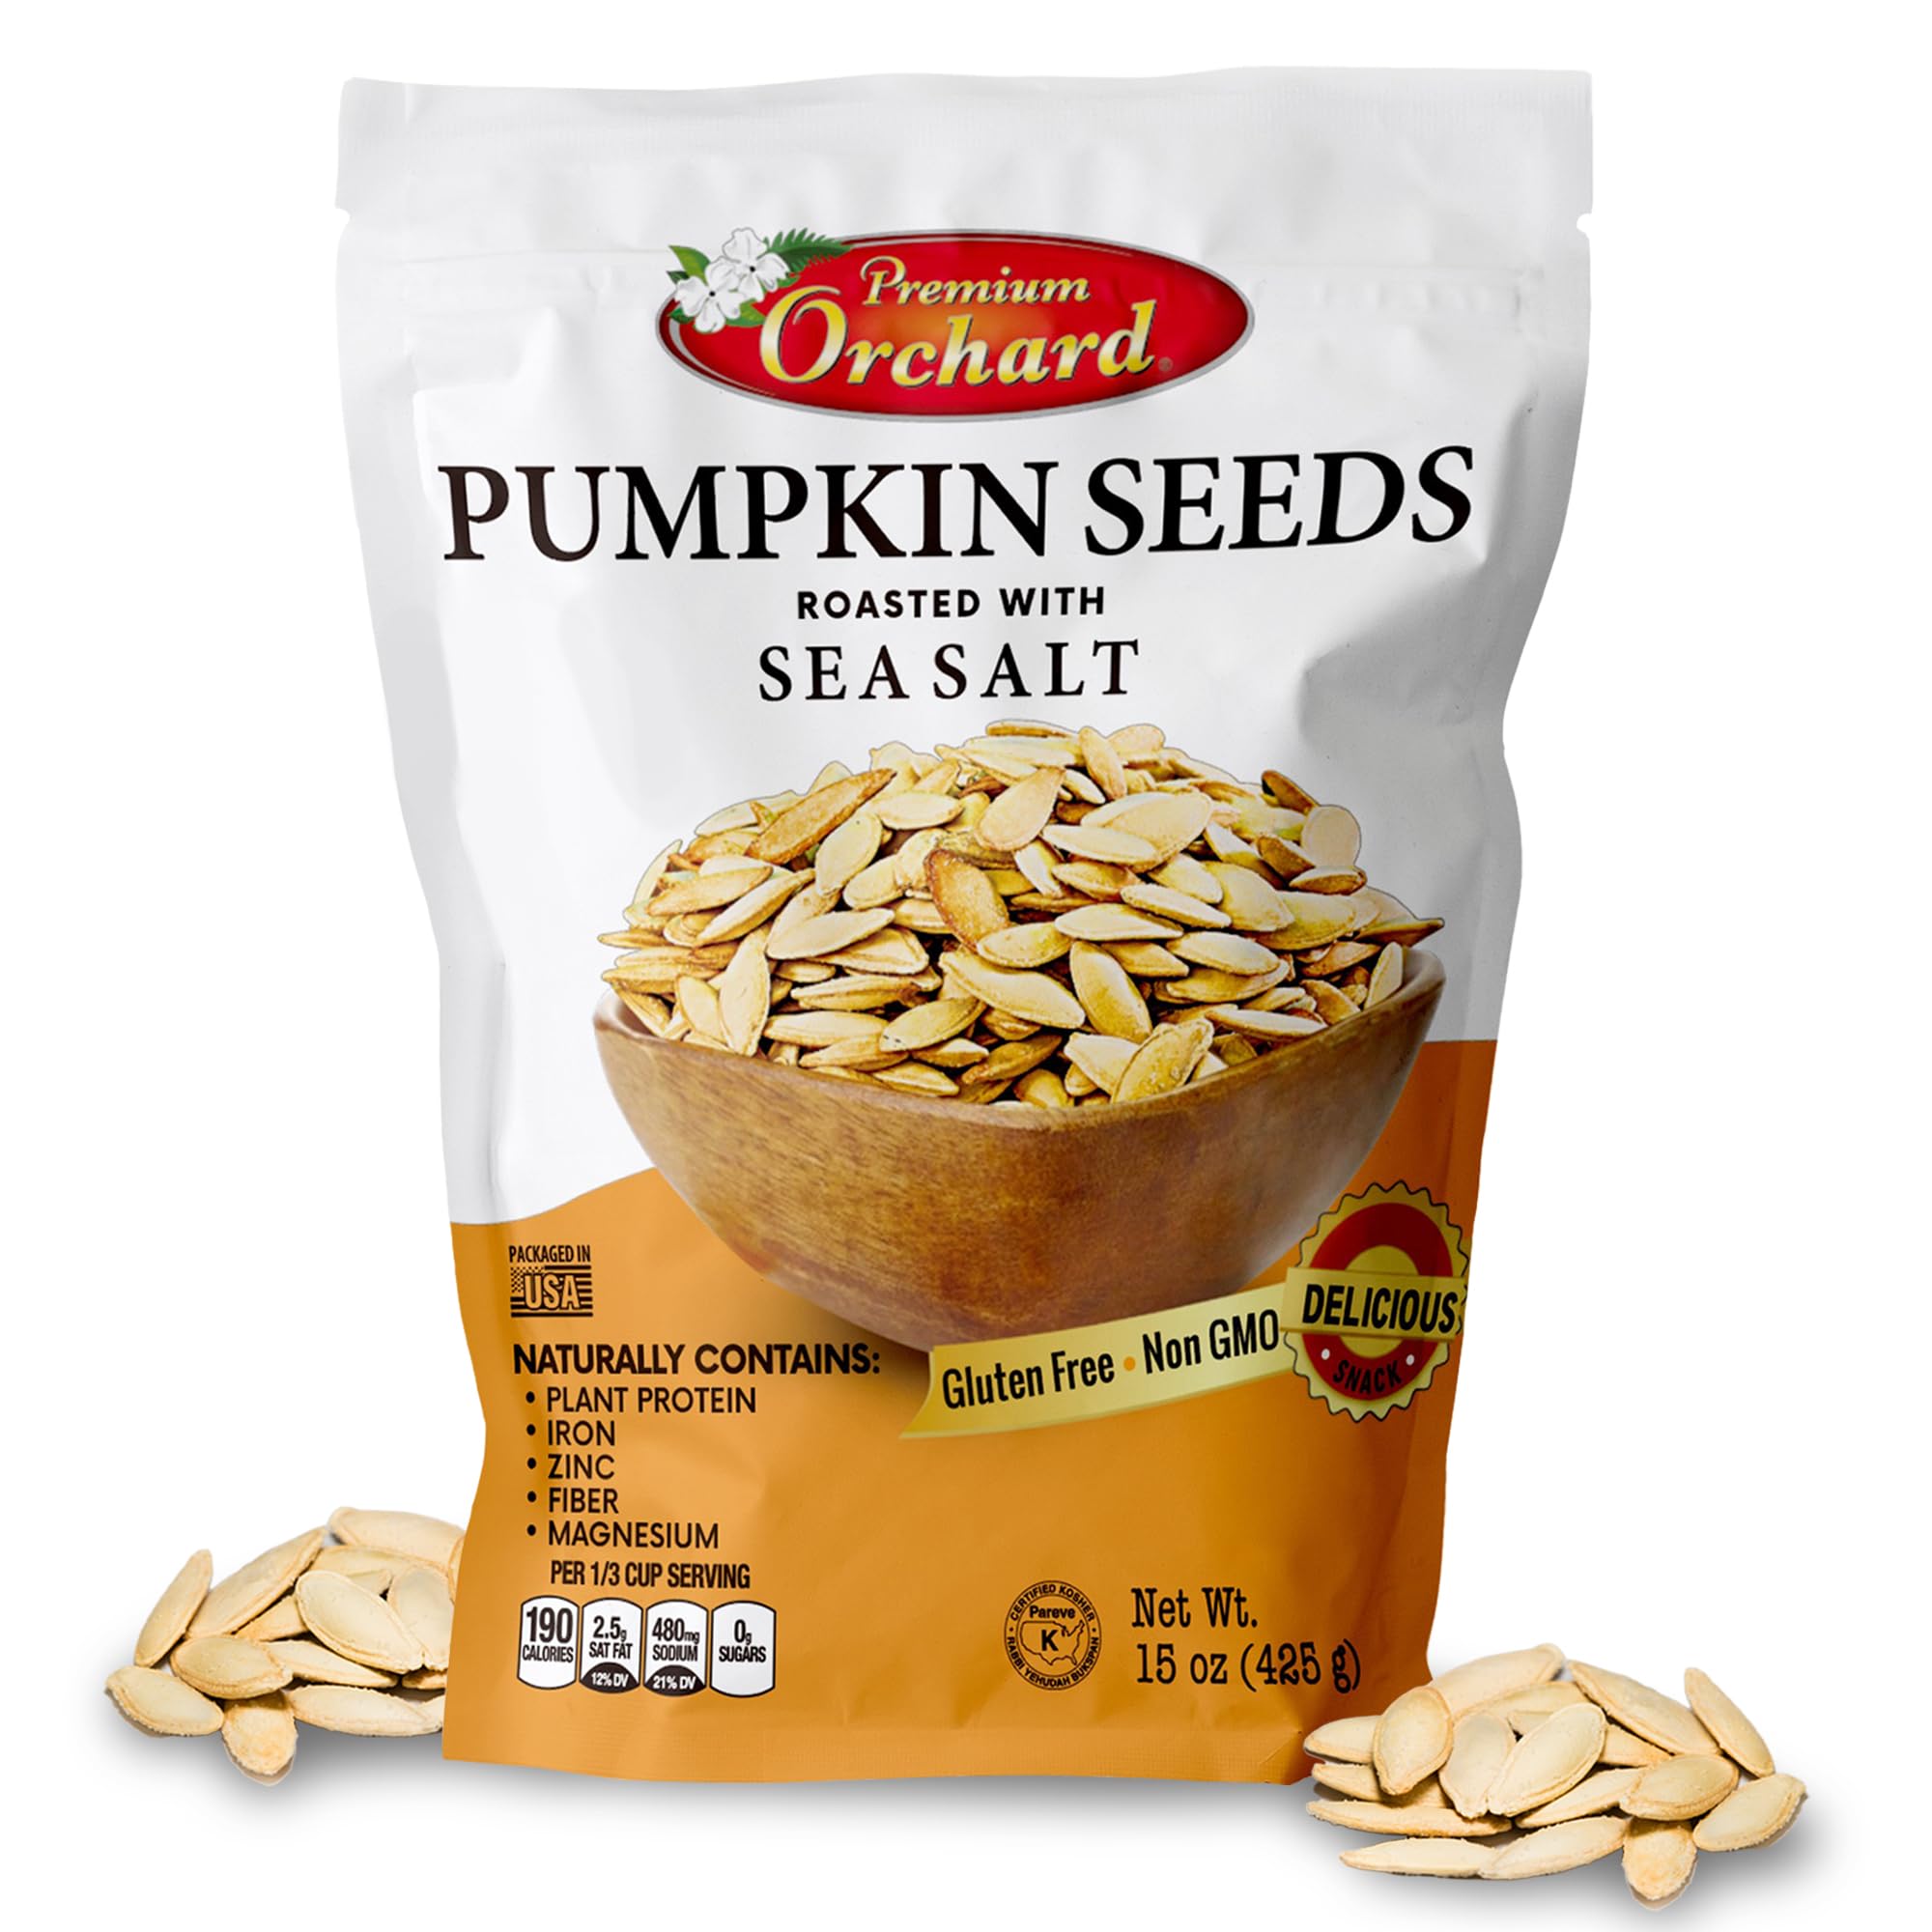 Premium
Orchard®
PUMPKIN SEEDS
ROASTED WITH
SEA SALT
PACKAGED IN
USA
NATURALLY CONTAINS:
• PLANT PROTEIN
• IRON
• ZINC
• FIBER
• MAGNESIUM
PER 1/3 CUP SERVING
190
CALORIES
2.5g
SAT FAT
12% DV
480mg
SODIUM
21% DV
0g
SUGARS
Gluten Free • Non GMO
DELICIOUS
• SNACK •
CERTIFIED KOSHER
Pareve
K
• RABBI YEHUDAH BUKSPAN •
Net Wt.
15 oz (425 g)